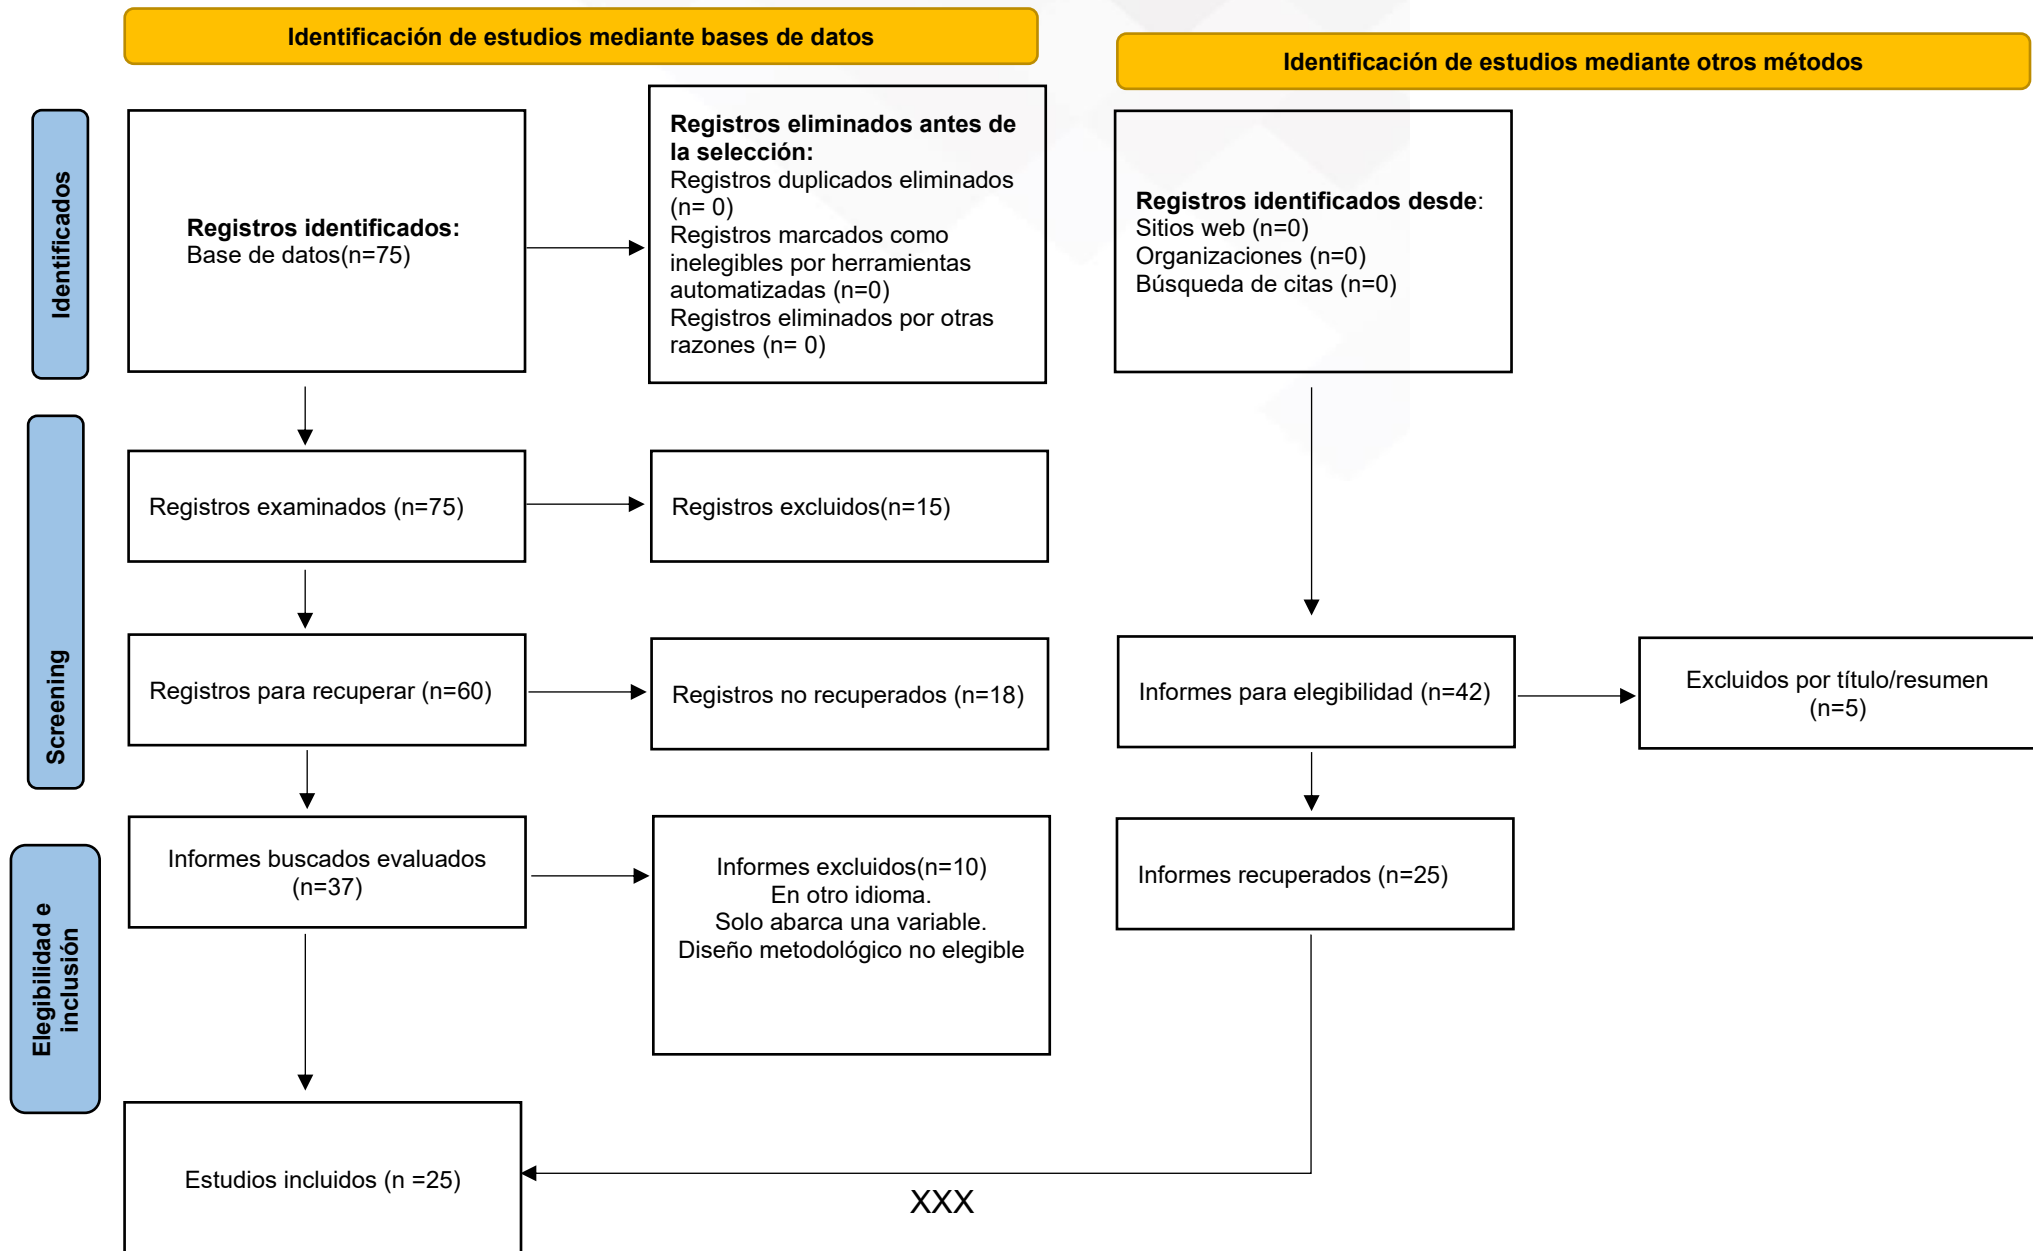 Identificación de estudios mediante bases de datos
Identificación de estudios mediante otros métodos
Identificados
Registros identificados:
Base de datos(n=75)
Registros eliminados antes de
la selección:
Registros duplicados eliminados
(n= 0)
Registros marcados como
inelegibles por herramientas
automatizadas (n=0)
Registros eliminados por otras
razones (n= 0)
Registros identificados desde:
Sitios web (n=0)
Organizaciones (n=0)
Búsqueda de citas (n=0)
Screening
Registros examinados (n=75)
Registros excluidos(n=15)
Registros para recuperar (n=60)
Registros no recuperados (n=18)
Informes para elegibilidad (n=42)
Excluidos por título/resumen
(n=5)
Elegibilidad e
inclusión
Informes buscados evaluados
(n=37)
Informes excluidos(n=10)
En otro idioma.
Solo abarca una variable.
Diseño metodológico no elegible
Informes recuperados (n=25)
Estudios incluidos (n =25)
XXX